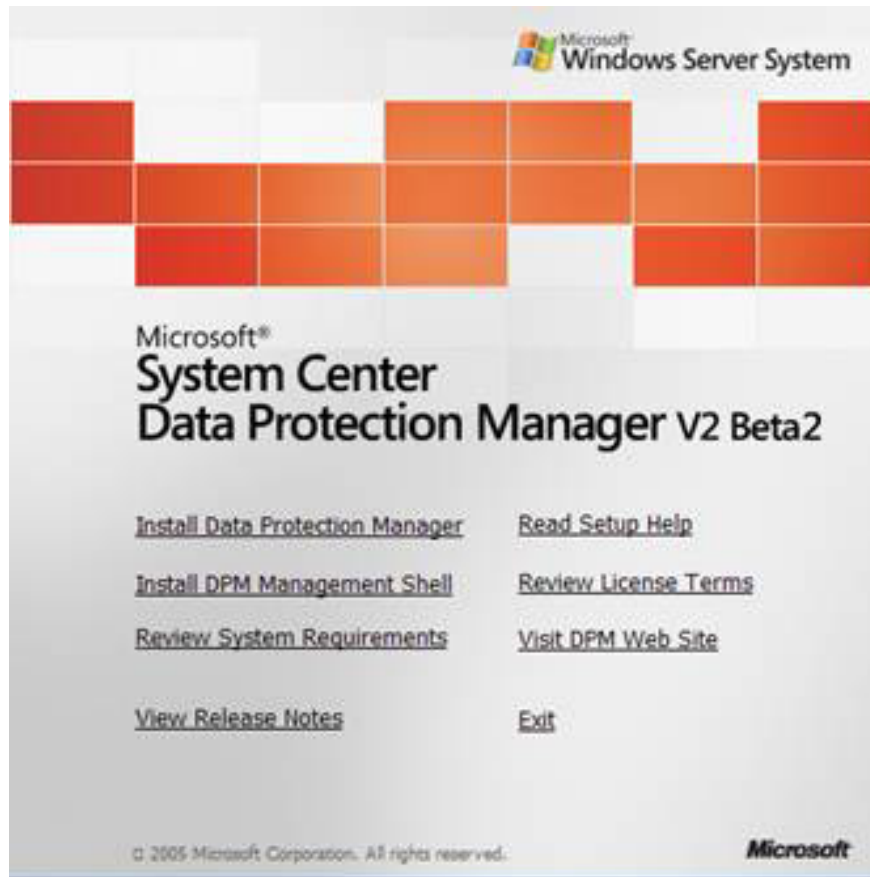 Microsoft
Windows Server System
Microsoft®
System Center
Data Protection Manager V2 Beta2
Install Data Protection Manager
Read Setup Help
Install DPM Management Shell
Review License Terms
Review System Requirements
Visit DPM Web Site
View Release Notes
Exit
© 2005 Microsoft Corporation. All rights reserved.
Microsoft